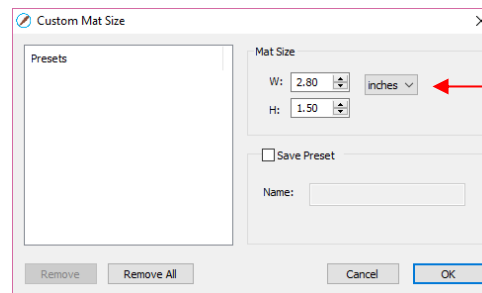 Custom Mat Size
Presets
Mat Size
W: 2.80 inches
H: 1.50
Save Preset
Name:
Remove Remove All Cancel OK